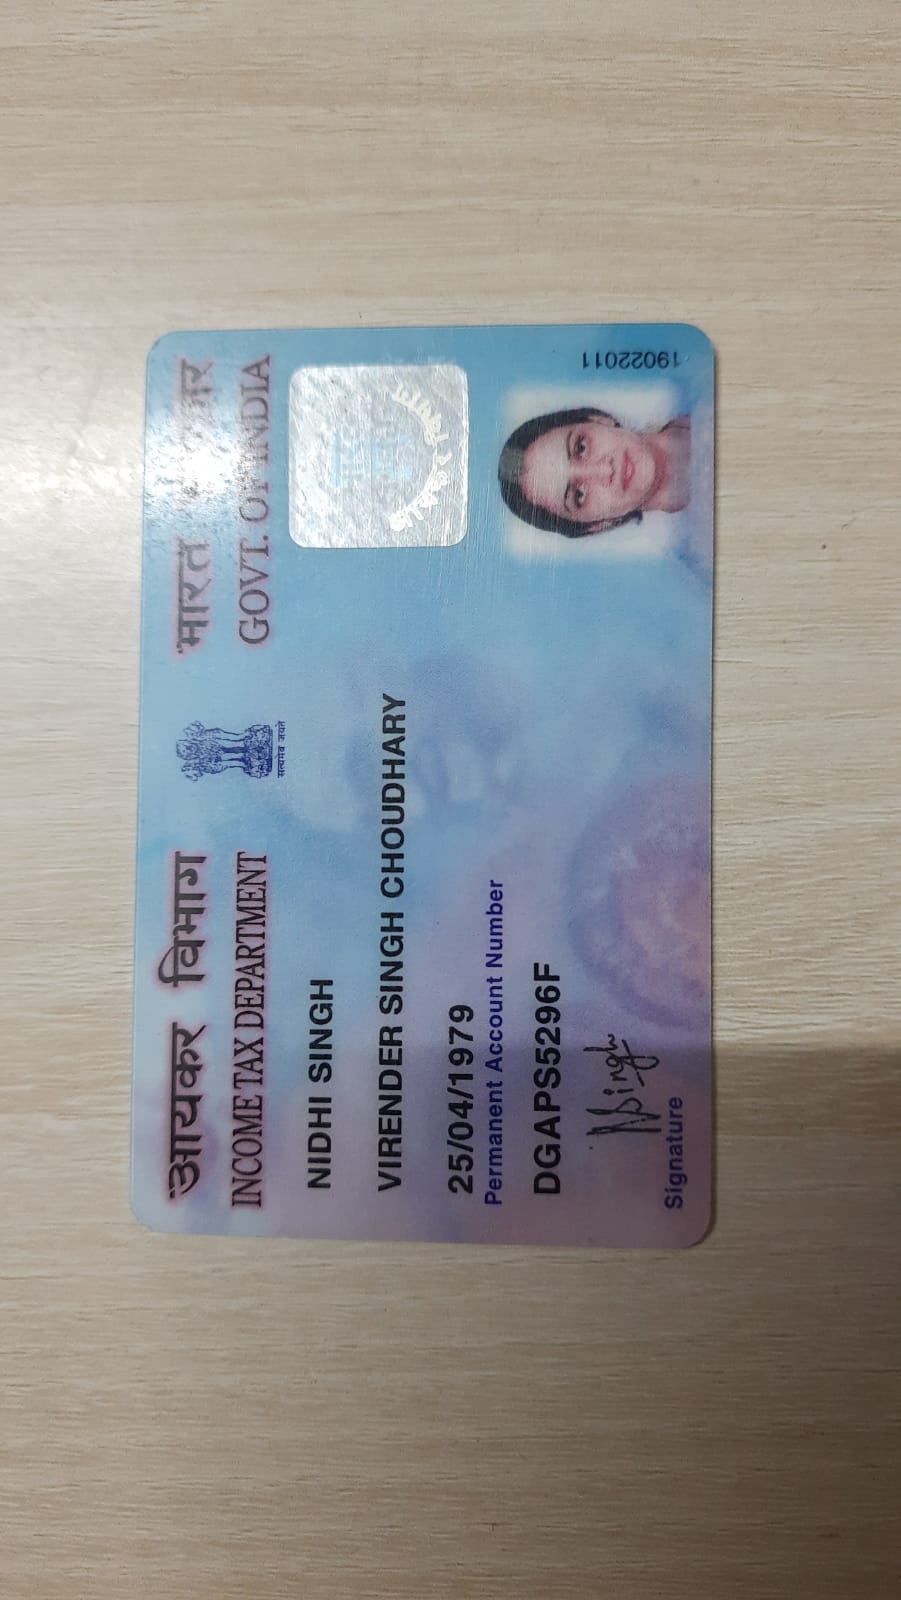 आयकर विभाग
INCOME TAX DEPARTMENT
सत्यमेव जयते
भारत
GOVT. OF INDIA
NIDHI SINGH
VIRENDER SINGH CHOUDHARY
25/04/1979
Permanent Account Number
DGAPS5296F
NSingh
Signature
19022011